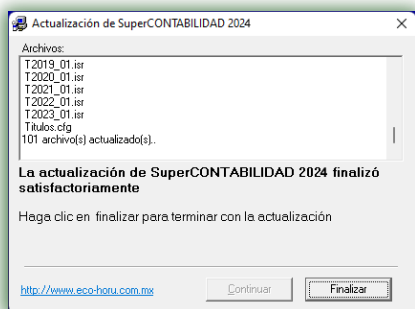 Actualización de SuperCONTABILIDAD 2024
Archivos:
T2019_01.isr
T2020_01.isr
T2021_01.isr
T2022_01.isr
T2023_01.isr
Titulos.cfg
101 archivo(s) actualizado(s)..
La actualización de SuperCONTABILIDAD 2024 finalizó
satisfactoriamente
Haga clic en finalizar para terminar con la actualización
http://www.eco-horu.com.mx
Continuar
Finalizar